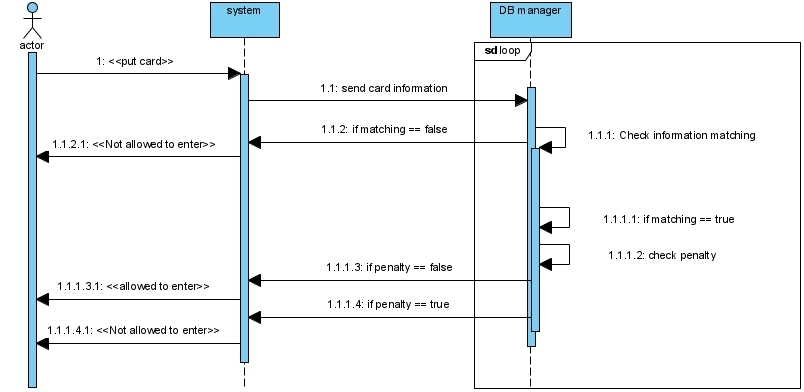 system
DB manager
actor
sd loop
1: <<put card>>
1.1: send card information
1.1.2: if matching == false
1.1.1: Check information matching
1.1.2.1: <<Not allowed to enter>>
1.1.1.1: if matching == true
1.1.1.2: check penalty
1.1.1.3: if penalty == false
1.1.1.3.1: <<allowed to enter>>
1.1.1.4: if penalty == true
1.1.1.4.1: <<Not allowed to enter>>